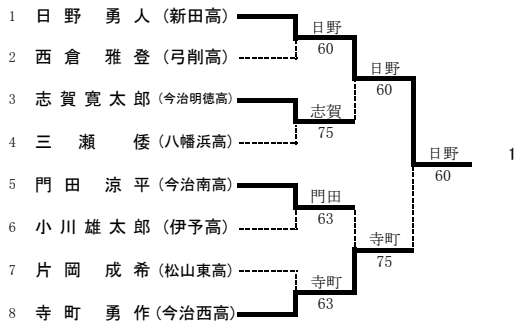 1 日 野 勇 人 (新田高)
日野
60
2 西 倉 雅 登 (弓削高)
日野
60
3 志 賀 寛 太 郎 (今治明徳高)
志賀
75
4 三 瀬 倭 (八幡浜高)
日野 1
60
5 門 田 涼 平 (今治南高)
門田
63
6 小 川 雄 太 郎 (伊予高)
寺町
75
7 片 岡 成 希 (松山東高)
寺町
63
8 寺 町 勇 作 (今治西高)